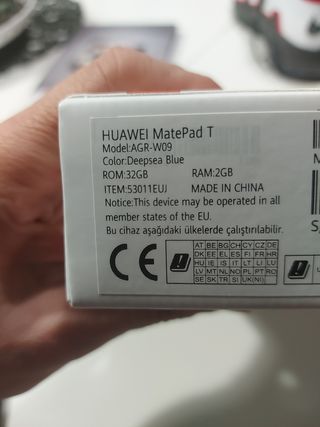 HUAWEI MatePad T
Model:AGR-W09
Color:Deepsea Blue
ROM:32GB RAM:2GB
ITEM:53011EUJ MADE IN CHINA
Notice:This device may be operated in all
member states of the EU.
Bu cihaz aşağıdaki ülkelerde çalıştırılabilir.
CE
AT BE BG CH CY CZ DE
DK EE EL ES FI FR HR
HU IE IS IT LT LI LU
LV MT NL NO PL PT RO
SE SK TR SI UK(NI)